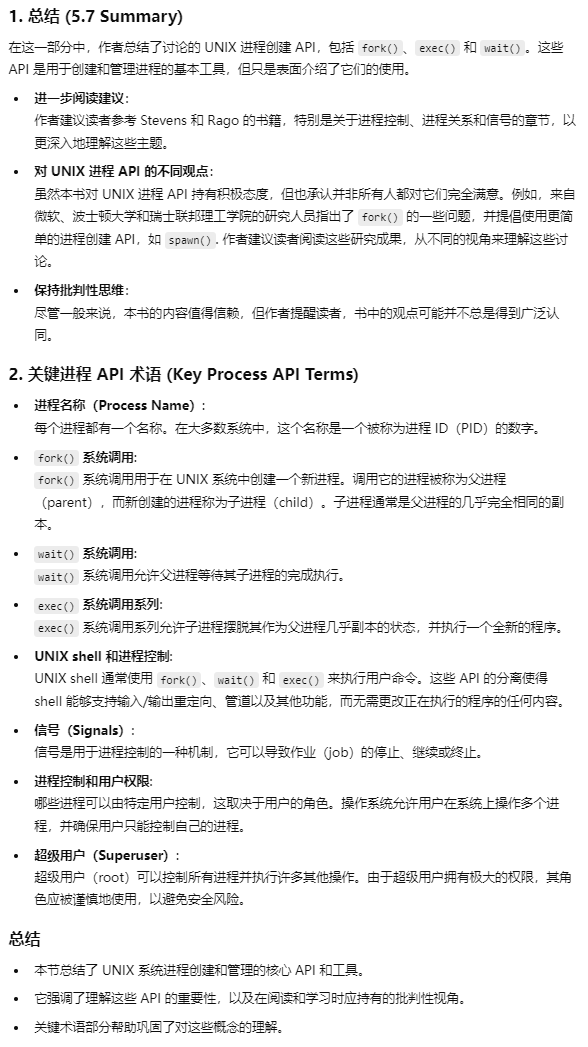 1. 总结 (5.7 Summary)
在这一部分中，作者总结了讨论的 UNIX 进程创建 API，包括 fork()、exec() 和 wait()。这些
API 是用于创建和管理进程的基本工具，但只是表面介绍了它们的使用。
• 进一步阅读建议：
作者建议读者参考 Stevens 和 Rago 的书籍，特别是关于进程控制、进程关系和信号的章节，以
更深入地理解这些主题。
• 对 UNIX 进程 API 的不同观点：
虽然本书对 UNIX 进程 API 持有积极态度，但也承认并非所有人都对它们完全满意。例如，来自
微软、波士顿大学和瑞士联邦理工学院的研究人员指出了 fork() 的一些问题，并提倡使用更简
单的进程创建 API，如 spawn(). 作者建议读者阅读这些研究成果，从不同的视角来理解这些讨
论。
• 保持批判性思维：
尽管一般来说，本书的内容值得信赖，但作者提醒读者，书中的观点可能并不总是得到广泛认
同。
2. 关键进程 API 术语 (Key Process API Terms)
• 进程名称（Process Name）:
每个进程都有一个名称。在大多数系统中，这个名称是一个被称为进程 ID（PID）的数字。
• fork() 系统调用:
fork() 系统调用用于在 UNIX 系统中创建一个新进程。调用它的进程被称为父进程
（parent），而新创建的进程称为子进程（child）。子进程通常是父进程的几乎完全相同的副
本。
• wait() 系统调用:
wait() 系统调用允许父进程等待其子进程的完成执行。
• exec() 系统调用系列:
exec() 系统调用系列允许子进程摆脱其作为父进程几乎副本的状态，并执行一个全新的程序。
• UNIX shell 和进程控制:
UNIX shell 通常使用 fork()、wait() 和 exec() 来执行用户命令。这些 API 的分离使得
shell 能够支持输入/输出重定向、管道以及其他功能，而无需更改正在执行的程序的任何内容。
• 信号（Signals）:
信号是用于进程控制的一种机制，它可以导致作业（job）的停止、继续或终止。
• 进程控制和用户权限:
哪些进程可以由特定用户控制，这取决于用户的角色。操作系统允许用户在系统上操作多个进
程，并确保用户只能控制自己的进程。
• 超级用户（Superuser）:
超级用户（root）可以控制所有进程并执行许多其他操作。由于超级用户拥有极大的权限，其角
色应被谨慎地使用，以避免安全风险。
总结
• 本节总结了 UNIX 系统进程创建和管理的核心 API 和工具。
• 它强调了理解这些 API 的重要性，以及在阅读和学习时应持有的批判性视角。
• 关键术语部分帮助巩固了对这些概念的理解。